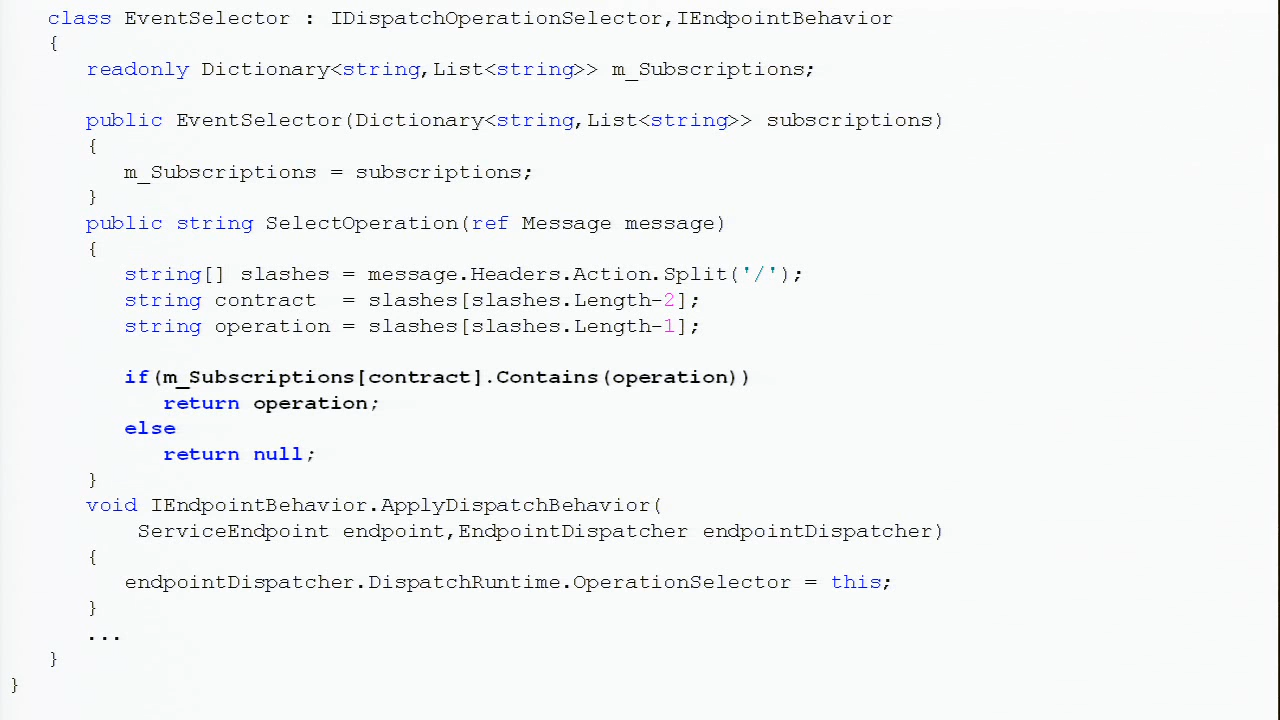 class EventSelector : IDispatchOperationSelector,IEndpointBehavior
{
readonly Dictionary<string,List<string>> m_Subscriptions;
public EventSelector(Dictionary<string,List<string>> subscriptions)
{
m_Subscriptions = subscriptions;
}
public string SelectOperation(ref Message message)
{
string[] slashes = message.Headers.Action.Split('/');
string contract  = slashes[slashes.Length-2];
string operation = slashes[slashes.Length-1];
if(m_Subscriptions[contract].Contains(operation))
return operation;
else
return null;
}
void IEndpointBehavior.ApplyDispatchBehavior(
ServiceEndpoint endpoint,EndpointDispatcher endpointDispatcher)
{
endpointDispatcher.DispatchRuntime.OperationSelector = this;
}
...
}
}